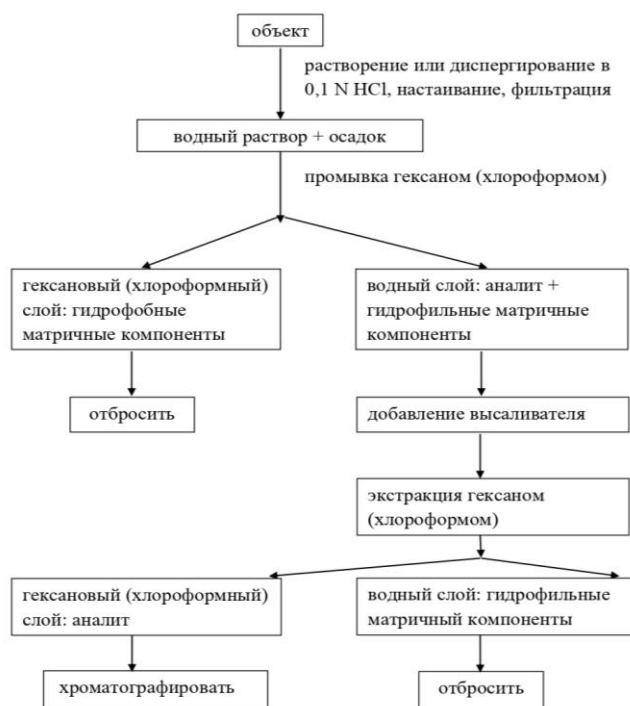 объект
растворение или диспергирование в
0,1 N HCl, настаивание, фильтрация
водный раствор + осадок
промывка гексаном (хлороформом)
гексановый (хлороформный)
слой: гидрофобные
матричные компоненты
водный слой: аналит +
гидрофильные матричные
компоненты
отбросить
добавление высаливателя
экстракция гексаном
(хлороформом)
гексановый (хлороформный)
слой: аналит
водный слой: гидрофильные
матричный компоненты
хроматографировать
отбросить